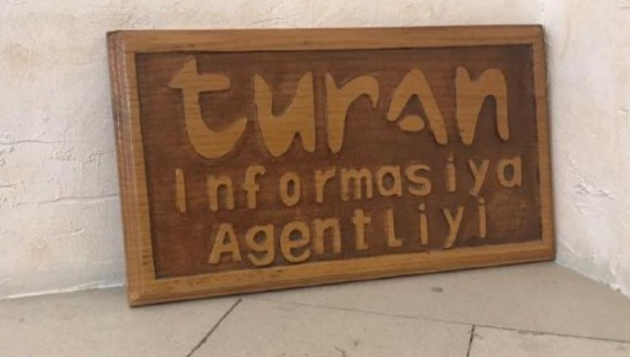 turan
Informasiya
Agentliyi